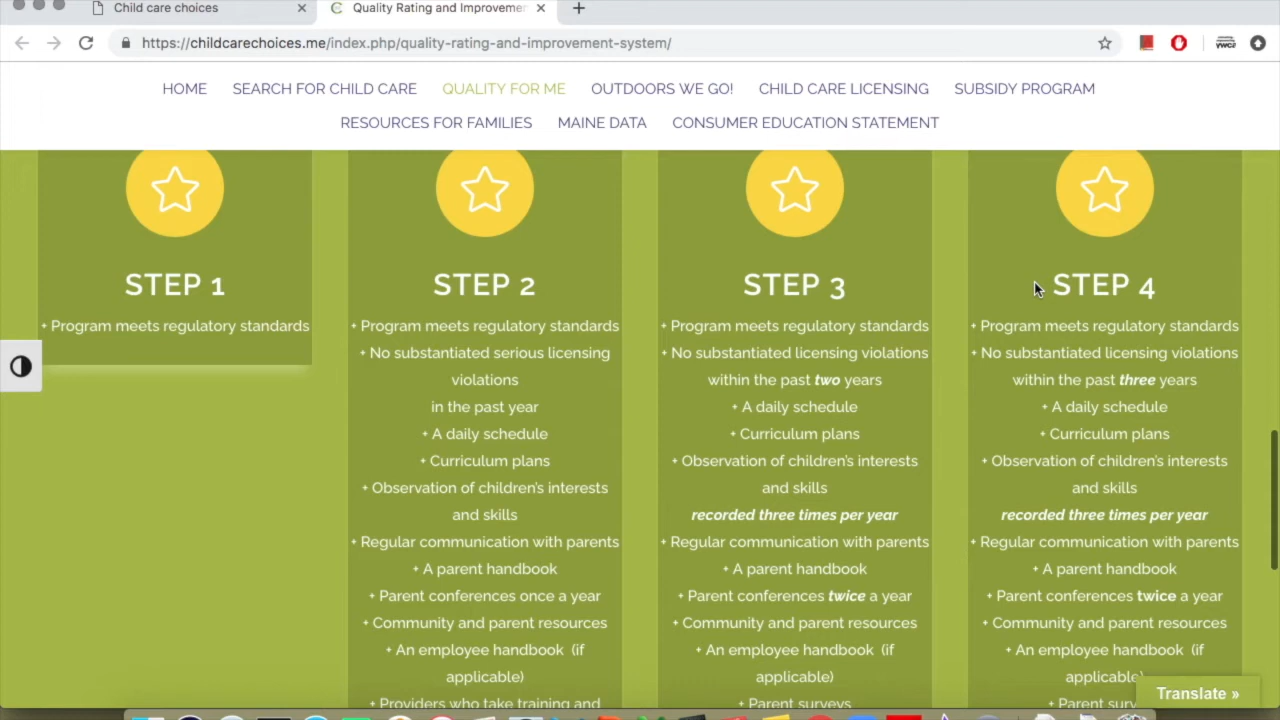 Child care choices
Quality Rating and Improvemen
https://childcarechoices.me/index.php/quality-rating-and-improvement-system/
HOME SEARCH FOR CHILD CARE QUALITY FOR ME OUTDOORS WE GO! CHILD CARE LICENSING SUBSIDY PROGRAM
RESOURCES FOR FAMILIES MAINE DATA CONSUMER EDUCATION STATEMENT
STEP 1
+ Program meets regulatory standards
STEP 2
+ Program meets regulatory standards
+ No substantiated serious licensing
violations
in the past year
+ A daily schedule
+ Curriculum plans
+ Observation of children's interests
and skills
+ Regular communication with parents
+ A parent handbook
+ Parent conferences once a year
+ Community and parent resources
+ An employee handbook (if
applicable)
+ Providers who take training and
STEP 3
+ Program meets regulatory standards
+ No substantiated licensing violations
within the past two years
+ A daily schedule
+ Curriculum plans
+ Observation of children's interests
and skills
recorded three times per year
+ Regular communication with parents
+ A parent handbook
+ Parent conferences twice a year
+ Community and parent resources
+ An employee handbook (if
applicable)
+ Parent surveys
STEP 4
+ Program meets regulatory standards
+ No substantiated licensing violations
within the past three years
+ A daily schedule
+ Curriculum plans
+ Observation of children's interests
and skills
recorded three times per year
+ Regular communication with parents
+ A parent handbook
+ Parent conferences twice a year
+ Community and parent resources
+ An employee handbook (if
applicable)
+ Parent surv
Translate »